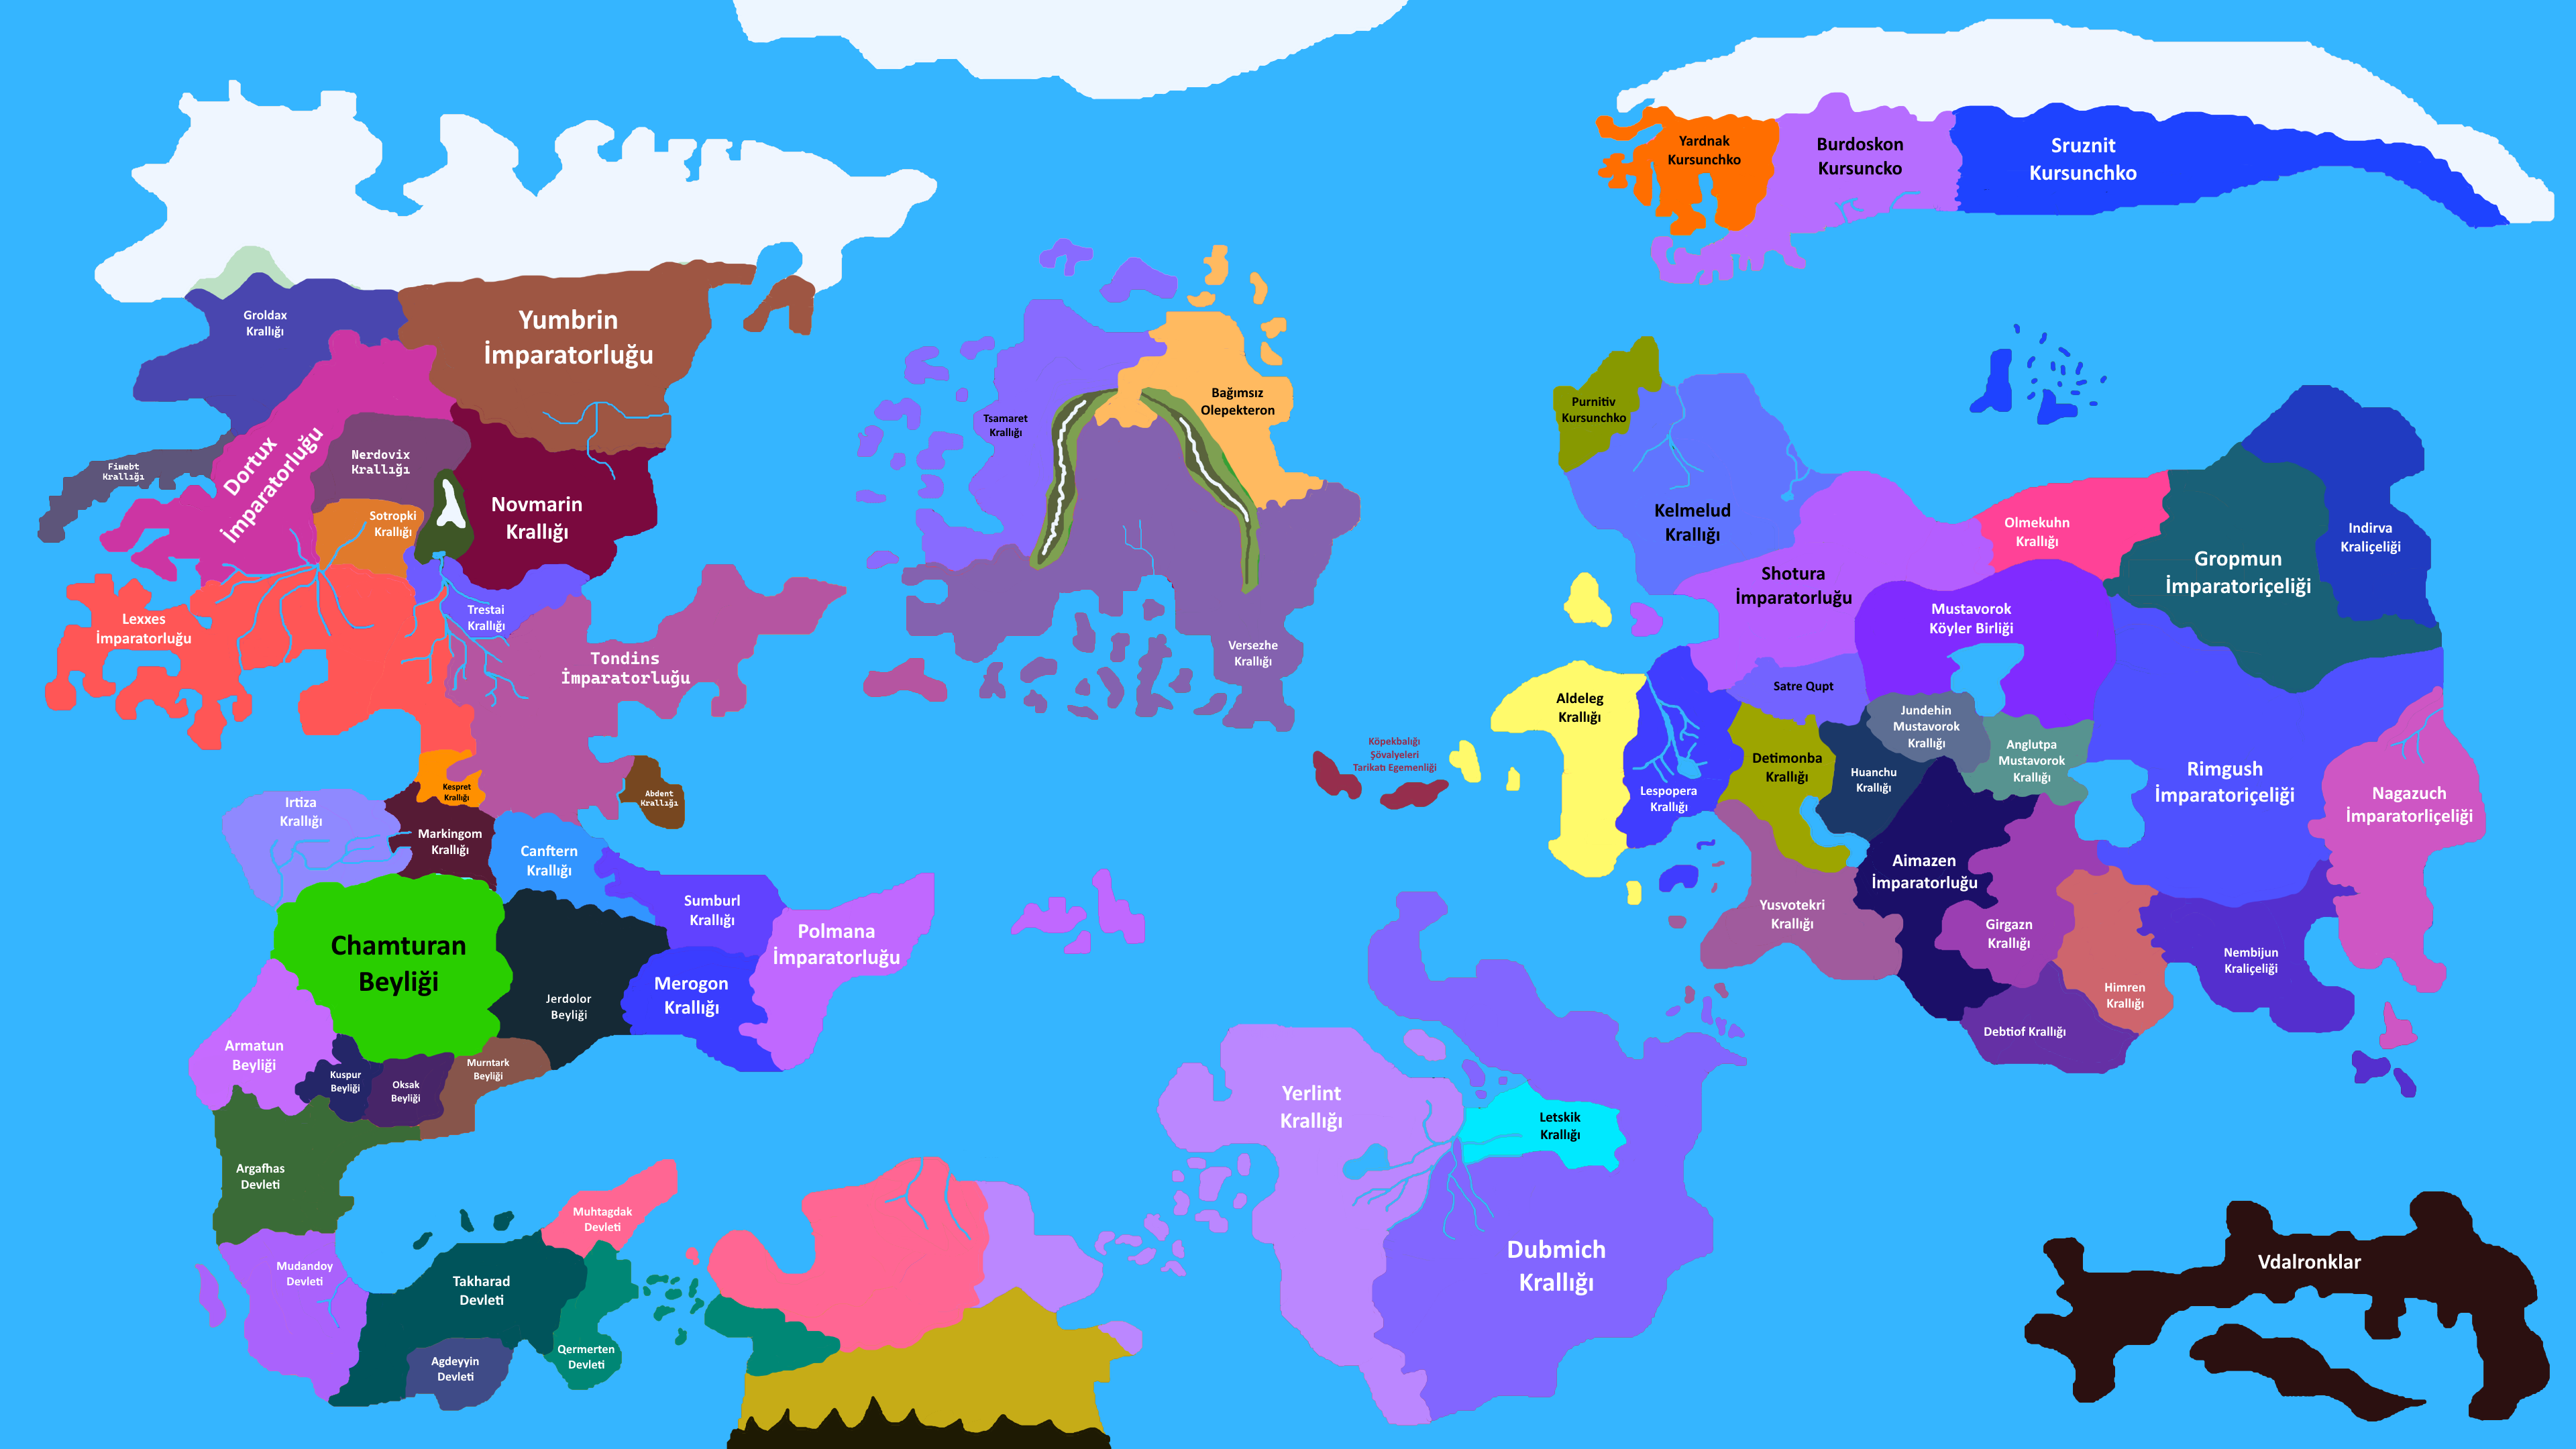 Yardnak
Kursunchko
Burdoskon
Kursuncko
Sruznit
Kursunchko
Groldax
Krallığı
Yumbrin
İmparatorluğu
Dortux
İmparatorluğu
Nerdovix
Krallığı
Fimebt
Krallığı
Sotropki
Krallığı
Novmarin
Krallığı
Lexxes
İmparatorluğu
Trestai
Krallığı
Tondins
İmparatorluğu
Kespret
Krallığı
Abdent
Krallığı
Tsamaret
Krallığı
Bağımsız
Olepekteron
Versezhe
Krallığı
Purnitiv
Kursunchko
Kelmelud
Krallığı
Shotura
İmparatorluğu
Olmekuhn
Krallığı
Gropmun
İmparatoriçeliği
Indirva
Kraliçeliği
Mustavorok
Köyler Birliği
Satre Qupt
Aldeleg
Krallığı
Köpekbalığı
Şövalyeleri
Tarikatı Egemenliği
Lespopera
Krallığı
Detimonba
Krallığı
Huanchu
Krallığı
Jundehin
Mustavorok
Krallığı
Anglutpa
Mustavorok
Krallığı
Rimgush
İmparatoriçeliği
Nagazuch
İmparatorliçeliği
Aimazen
İmparatorluğu
Yusvotekri
Krallığı
Girgazn
Krallığı
Himren
Krallığı
Nembijun
Kraliçeliği
Debtiof Krallığı
Irtiza
Krallığı
Markingom
Krallığı
Canftern
Krallığı
Sumburl
Krallığı
Polmana
İmparatorluğu
Chamturan
Beyliği
Jerdolor
Beyliği
Merogon
Krallığı
Armatun
Beyliği
Kuspur
Beyliği
Oksak
Beyliği
Murntark
Beyliği
Argafhas
Devleti
Mudandoy
Devleti
Takharad
Devleti
Muhtagdak
Devleti
Qermerten
Devleti
Agdeyyin
Devleti
Yerlint
Krallığı
Letskik
Krallığı
Dubmich
Krallığı
Vdalronklar